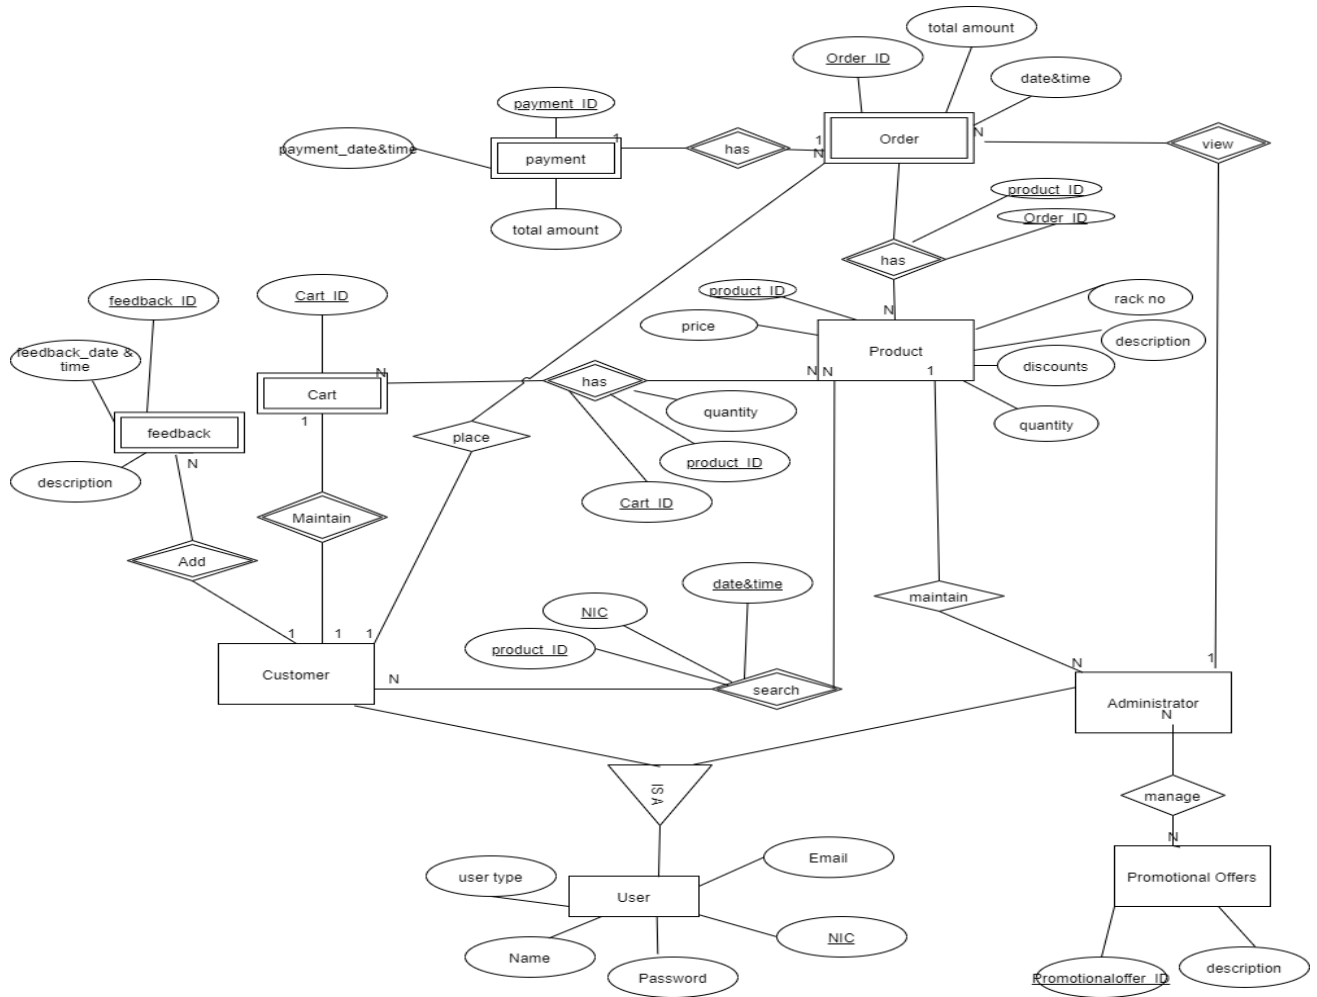 total amount
Order_ID
date&time
payment_ID
payment_date&time
payment
1
has
1
N
Order
N
view
total amount
product_ID
Order_ID
has
feedback_ID
Cart_ID
product_ID
N
rack no
price
description
feedback_date &
time
Product
discounts
N
has
N
N
1
Cart
quantity
1
quantity
feedback
place
N
product_ID
description
Cart_ID
Maintain
Add
date&time
maintain
NIC
1
1
1
product_ID
N
1
Customer
N
search
Administrator
N
IS A
manage
N
Email
user type
Promotional Offers
User
NIC
Name
description
Password
Promotionaloffer_ID